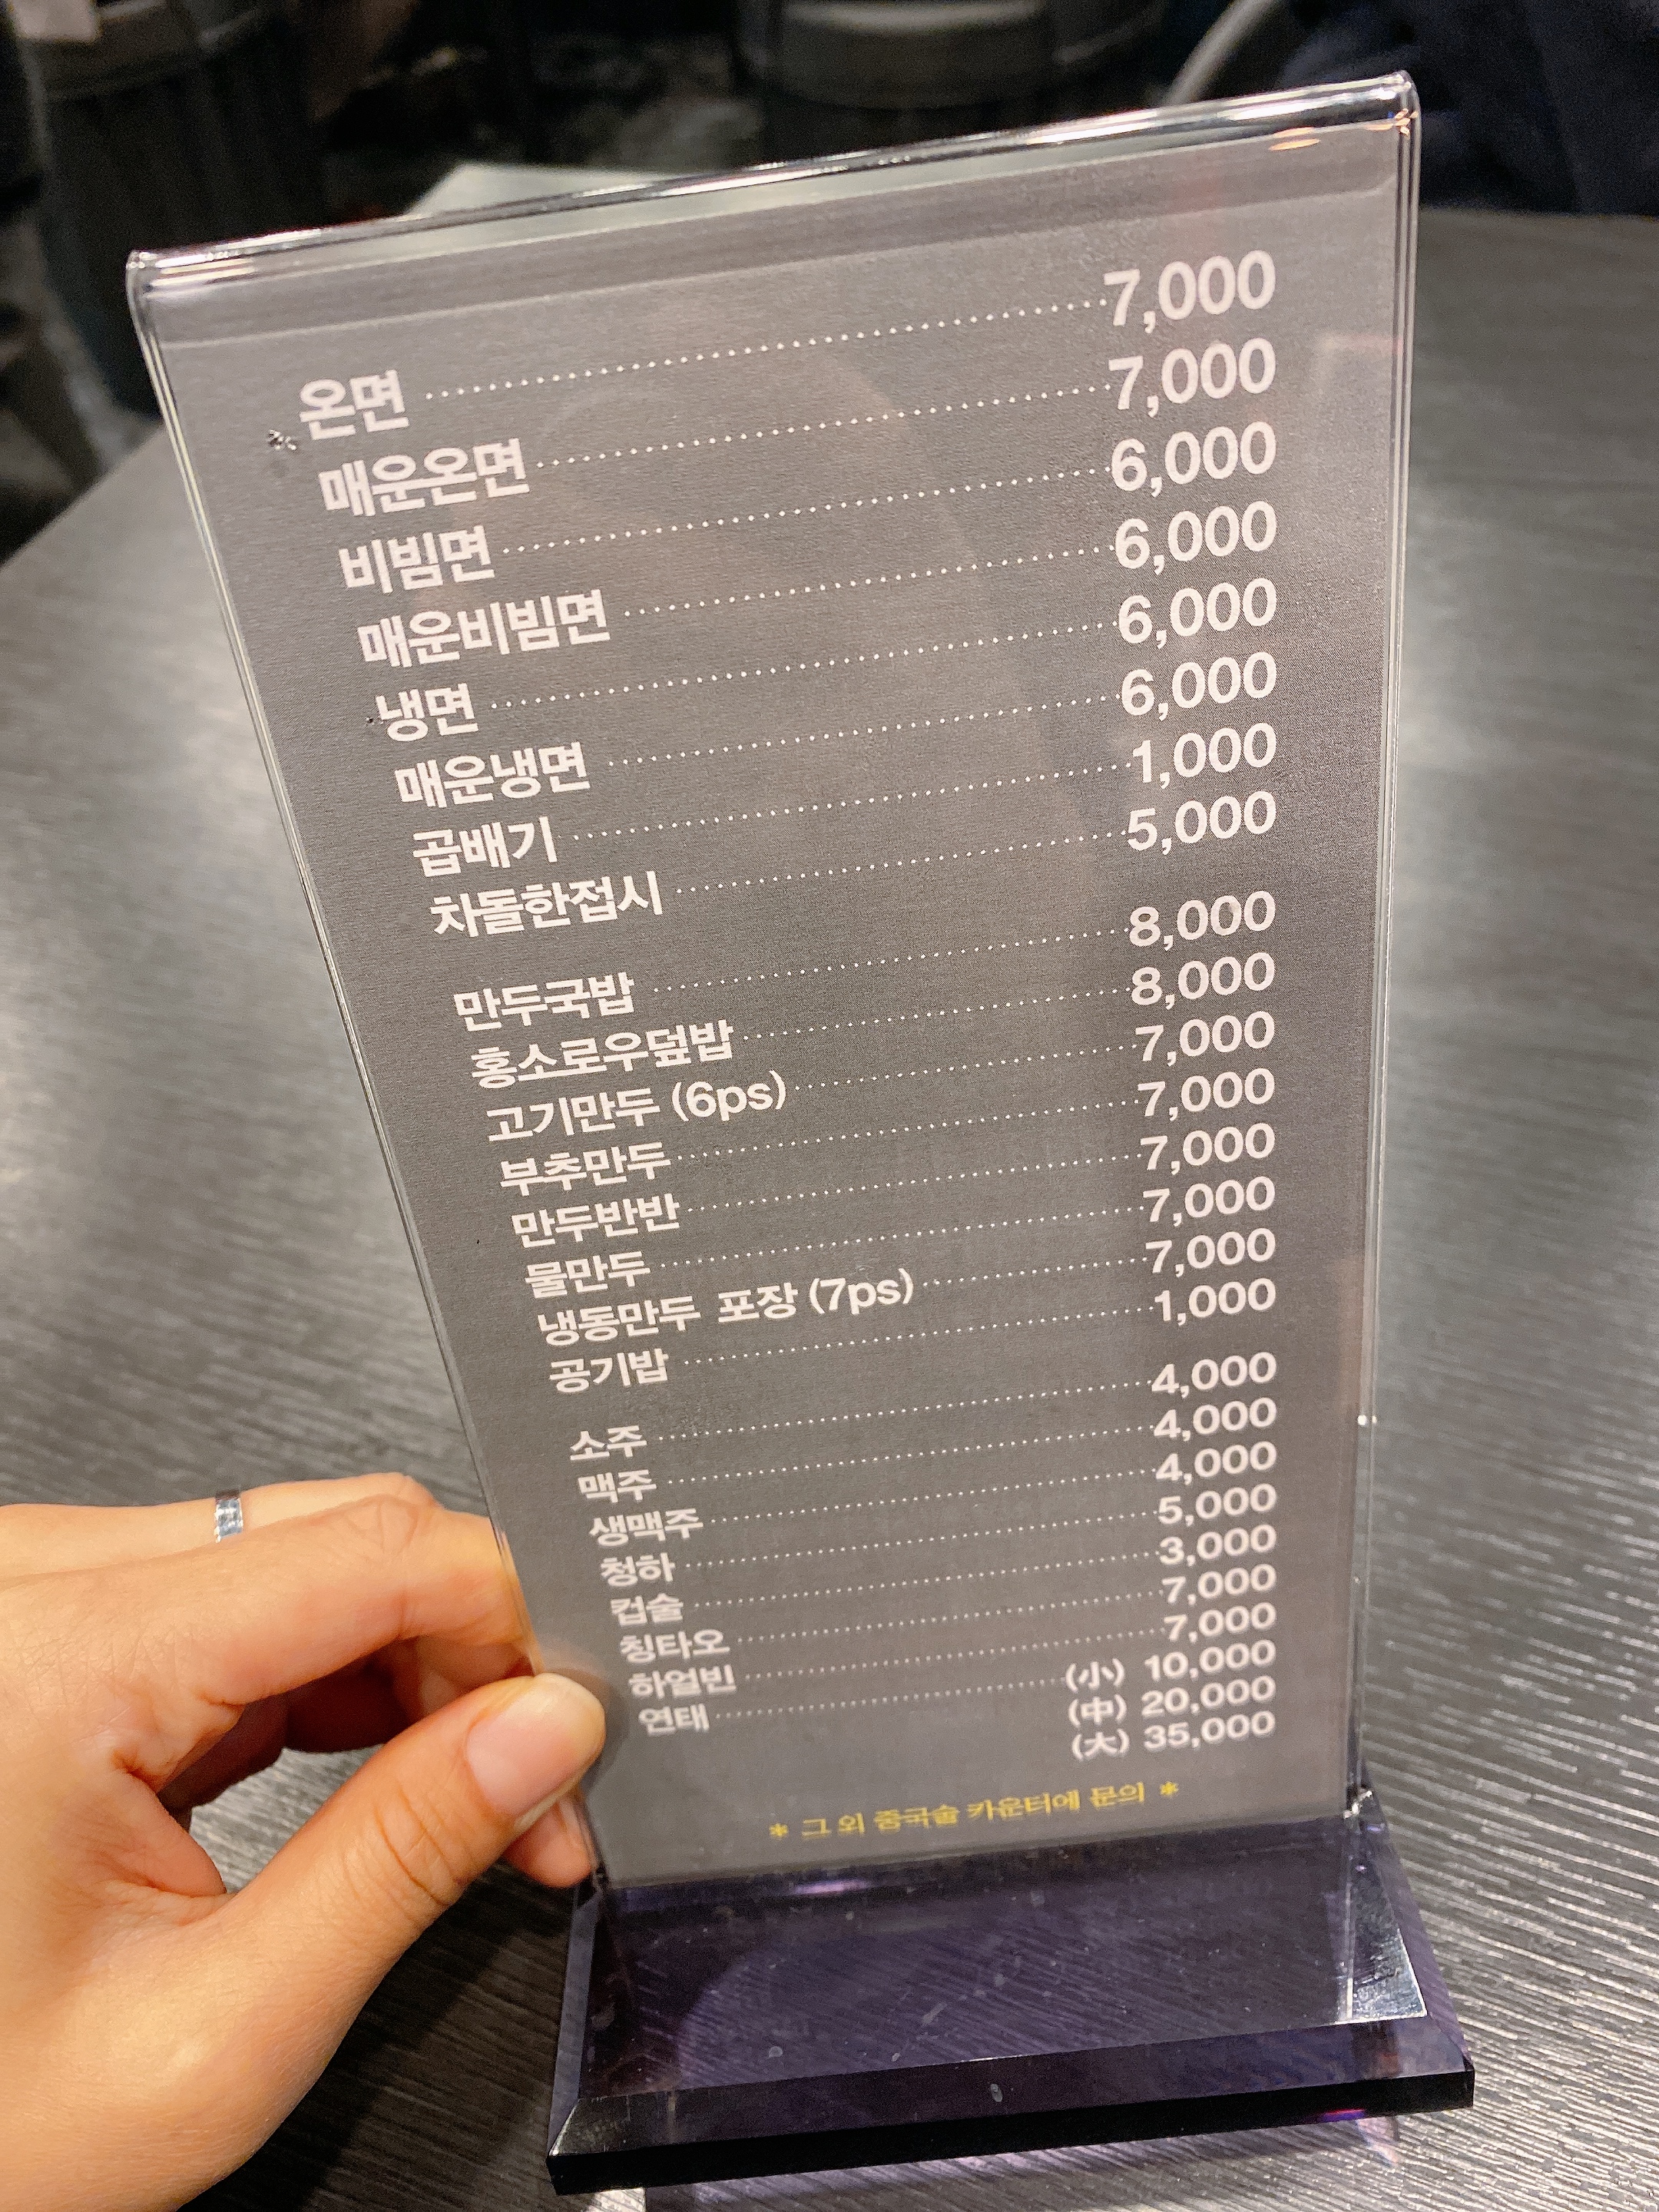 온면 7,000
매운온면 7,000
비빔면 6,000
매운비빔면 6,000
냉면 6,000
매운냉면 6,000
곱배기 1,000
차돌한접시 5,000
만두국밥 8,000
홍소로우덮밥 8,000
고기만두 (6ps) 7,000
부추만두 7,000
만두반반 7,000
물만두 7,000
냉동만두 포장 (7ps) 7,000
공기밥 1,000
소주 4,000
맥주 4,000
생맥주 4,000
청하 5,000
컵술 3,000
칭타오 7,000
하얼빈 7,000
연태 (小) 10,000
(中) 20,000
(大) 35,000
* 그 외 중국술 카운터에 문의 *